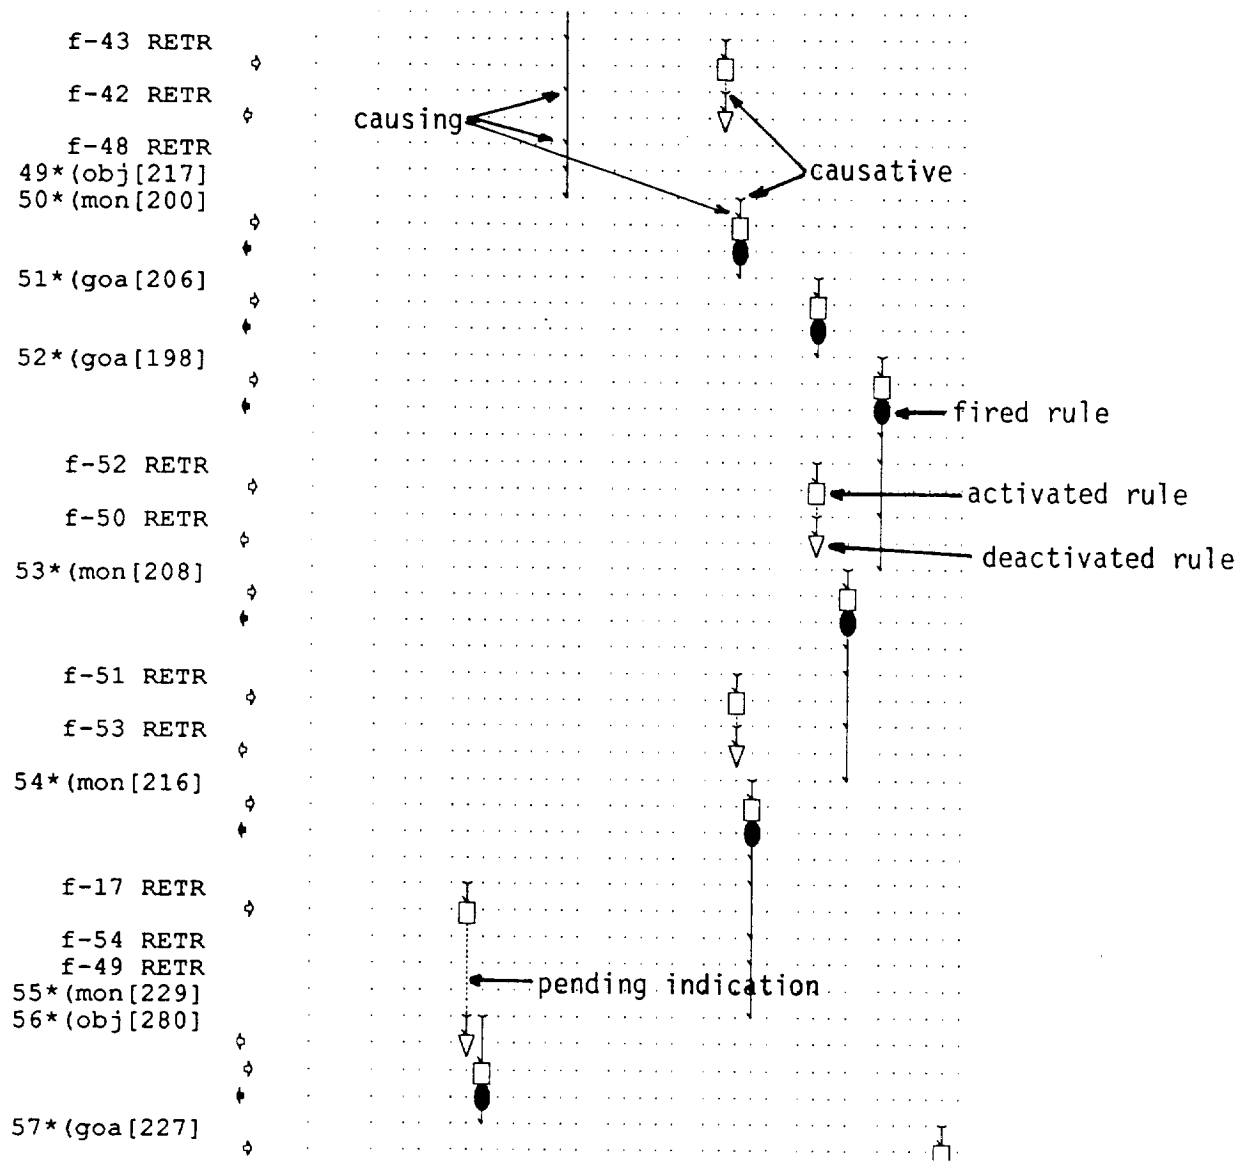 f-43 RETR
f-42 RETR
causing
f-48 RETR
49*(obj[217]
causative
50*(mon[200]
51*(goa[206]
52*(goa[198]
fired rule
f-52 RETR
activated rule
f-50 RETR
deactivated rule
53*(mon[208]
f-51 RETR
f-53 RETR
54*(mon[216]
f-17 RETR
f-54 RETR
f-49 RETR
pending indication
55*(mon[229]
56*(obj[280]
57*(goa[227]